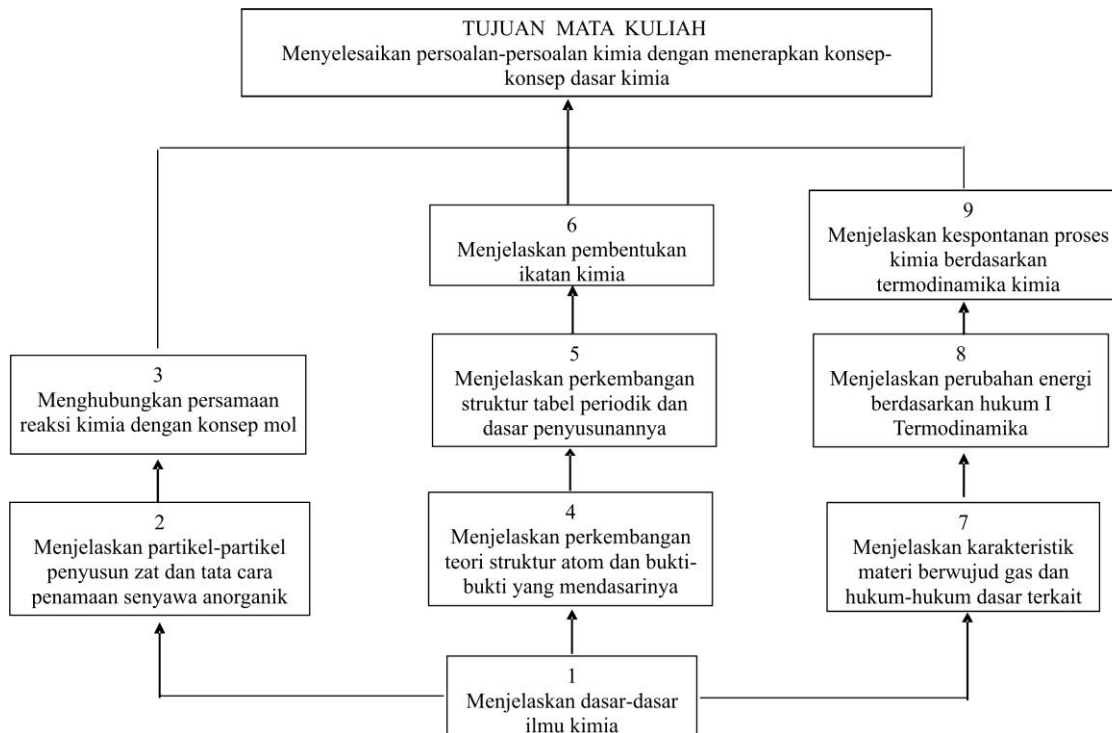 TUJUAN MATA KULIAH
Menyelesaikan persoalan-persoalan kimia dengan menerapkan konsep-
konsep dasar kimia
6
Menjelaskan pembentukan
ikatan kimia
9
Menjelaskan kespontanan proses
kimia berdasarkan
termodinamika kimia
3
Menghubungkan persamaan
reaksi kimia dengan konsep mol
5
Menjelaskan perkembangan
struktur tabel periodik dan
dasar penyusunannya
8
Menjelaskan perubahan energi
berdasarkan hukum I
Termodinamika
2
Menjelaskan partikel-partikel
penyusun zat dan tata cara
penamaan senyawa anorganik
4
Menjelaskan perkembangan
teori struktur atom dan bukti-
bukti yang mendasarinya
7
Menjelaskan karakteristik
materi berwujud gas dan
hukum-hukum dasar terkait
1
Menjelaskan dasar-dasar
ilmu kimia